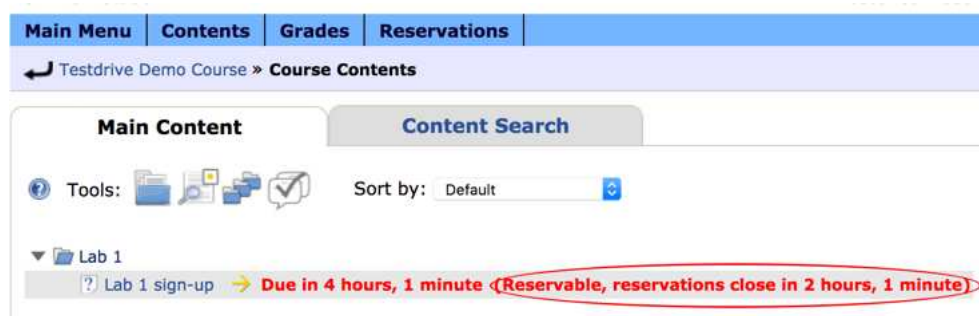 Main Menu Contents Grades Reservations
Testdrive Demo Course » Course Contents
Main Content Content Search
Tools: Sort by: Default
Lab 1
? Lab 1 sign-up Due in 4 hours, 1 minute (Reservable, reservations close in 2 hours, 1 minute)